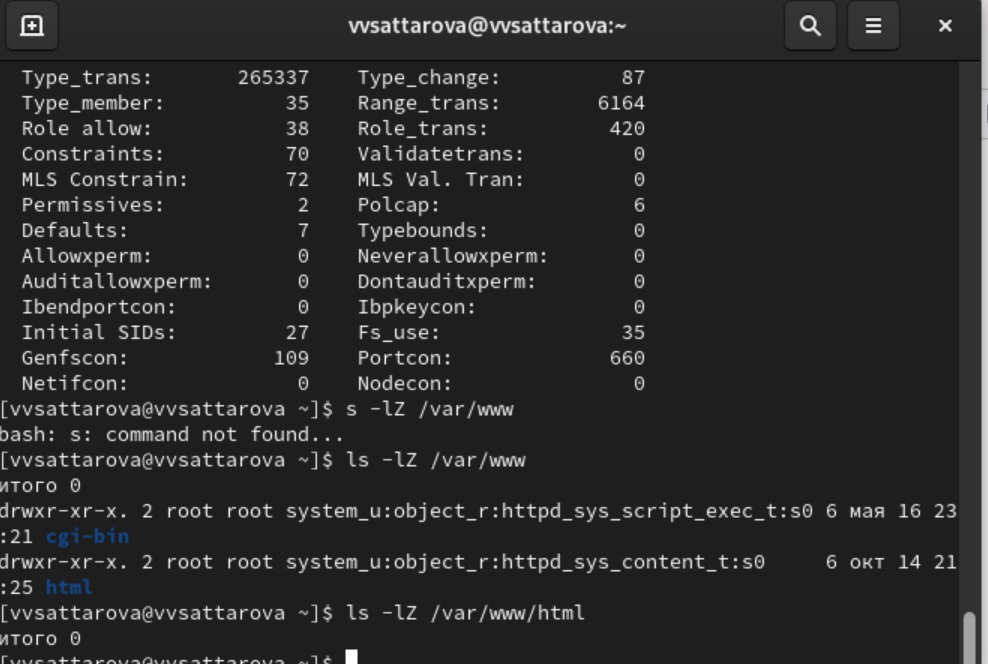 vvsattarova@vvsattarova:~
Type_trans: 265337 Type_change: 87
Type_member: 35 Range_trans: 6164
Role allow: 38 Role_trans: 420
Constraints: 70 Validatetrans: 0
MLS Constrain: 72 MLS Val. Tran: 0
Permissives: 2 Polcap: 6
Defaults: 7 Typebounds: 0
Allowxperm: 0 Neverallowxperm: 0
Auditallowxperm: 0 Dontauditxperm: 0
Ibendportcon: 0 Ibpkeycon: 0
Initial SIDs: 27 Fs_use: 35
Genfscon: 109 Portcon: 660
Netifcon: 0 Nodecon: 0
[vvsattarova@vvsattarova ~]$ s -lZ /var/www
bash: s: command not found...
[vvsattarova@vvsattarova ~]$ ls -lZ /var/www
итого 0
drwxr-xr-x. 2 root root system_u:object_r:httpd_sys_script_exec_t:s0 6 мая 16 23
:21 cgi-bin
drwxr-xr-x. 2 root root system_u:object_r:httpd_sys_content_t:s0 6 окт 14 21
:25 html
[vvsattarova@vvsattarova ~]$ ls -lZ /var/www/html
итого 0
[vvsattarova@vvsattarova ~]$